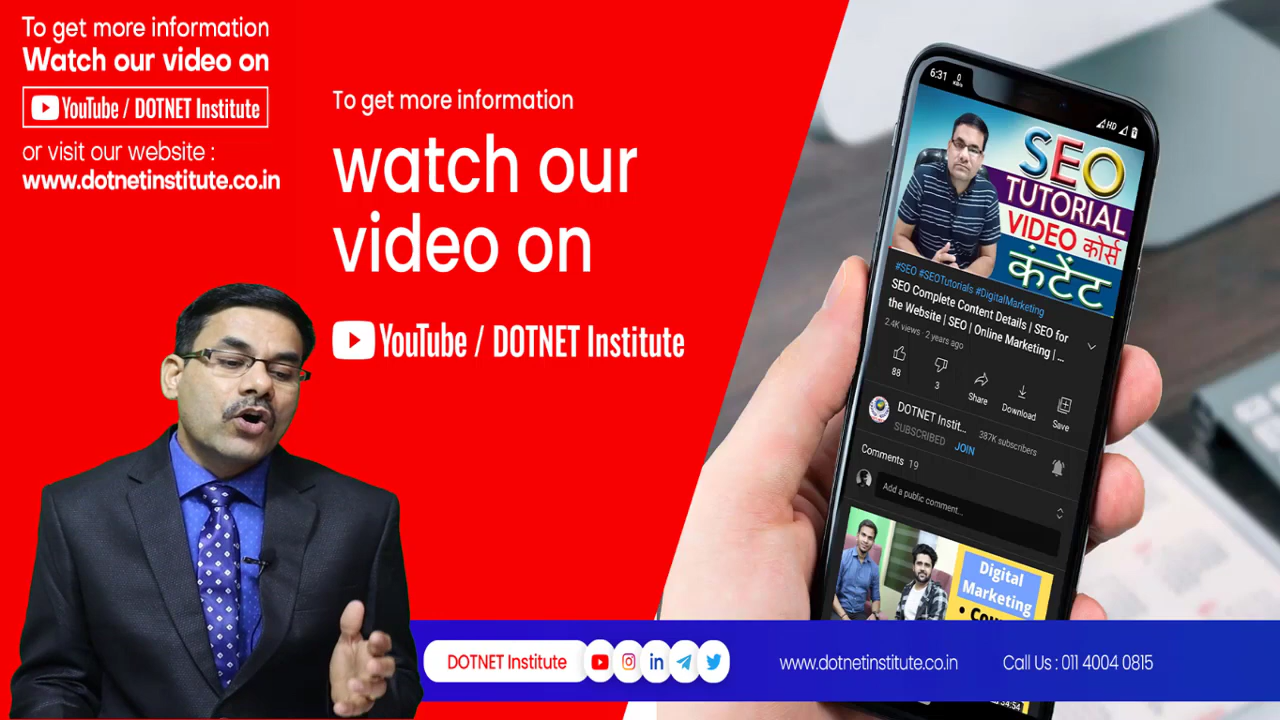 To get more information
Watch our video on
YouTube / DOTNET Institute
or visit our website :
www.dotnetinstitute.co.in
To get more information
watch our
video on
YouTube / DOTNET Institute
6:31
0
KB/s
HD
SEO
TUTORIAL
VIDEO कोर्स
कंटेंट
#SEO #SEOTutorials #DigitalMarketing
SEO Complete Content Details | SEO for
the Website | SEO | Online Marketing | ...
2.4K views · 2 years ago
88
3
Share
Download
Save
DOTNET Instit...
387K subscribers
SUBSCRIBED
JOIN
Comments 19
Add a public comment...
Digital
Marketing
DOTNET Institute
www.dotnetinstitute.co.in
Call Us : 011 4004 0815